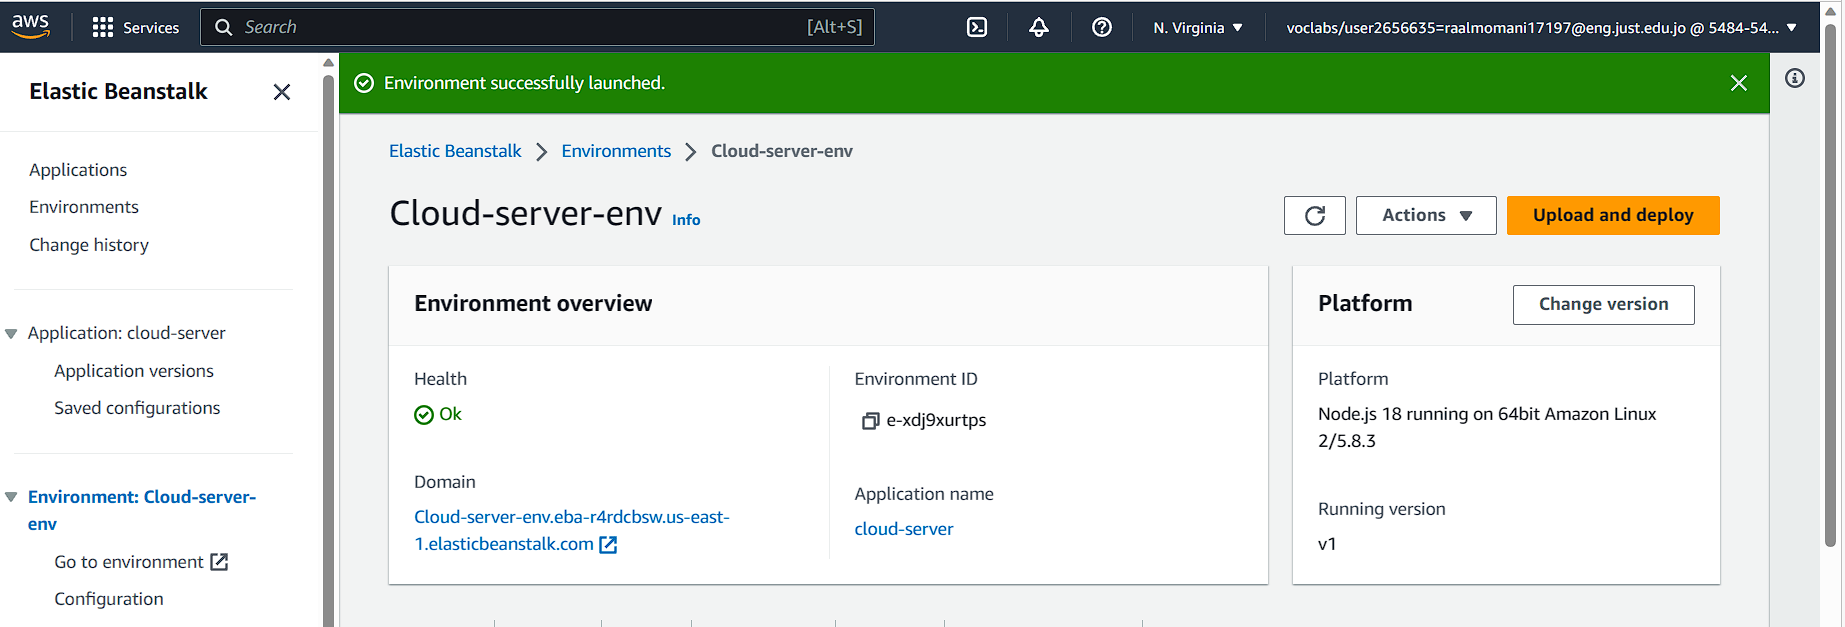 aws
Services
Search
[Alt+S]
N. Virginia
voclabs/user2656635=raalmomani17197@eng.just.edu.jo @ 5484-54...
Elastic Beanstalk
Applications
Environments
Change history
Application: cloud-server
Application versions
Saved configurations
Environment: Cloud-server-
env
Go to environment
Configuration
Environment successfully launched.
Elastic Beanstalk
Environments
Cloud-server-env
Cloud-server-env Info
Actions
Upload and deploy
Environment overview
Health
Ok
Domain
Cloud-server-env.eba-r4rdcbsw.us-east-
1.elasticbeanstalk.com
Environment ID
e-xdj9xurtps
Application name
cloud-server
Platform
Change version
Platform
Node.js 18 running on 64bit Amazon Linux
2/5.8.3
Running version
v1